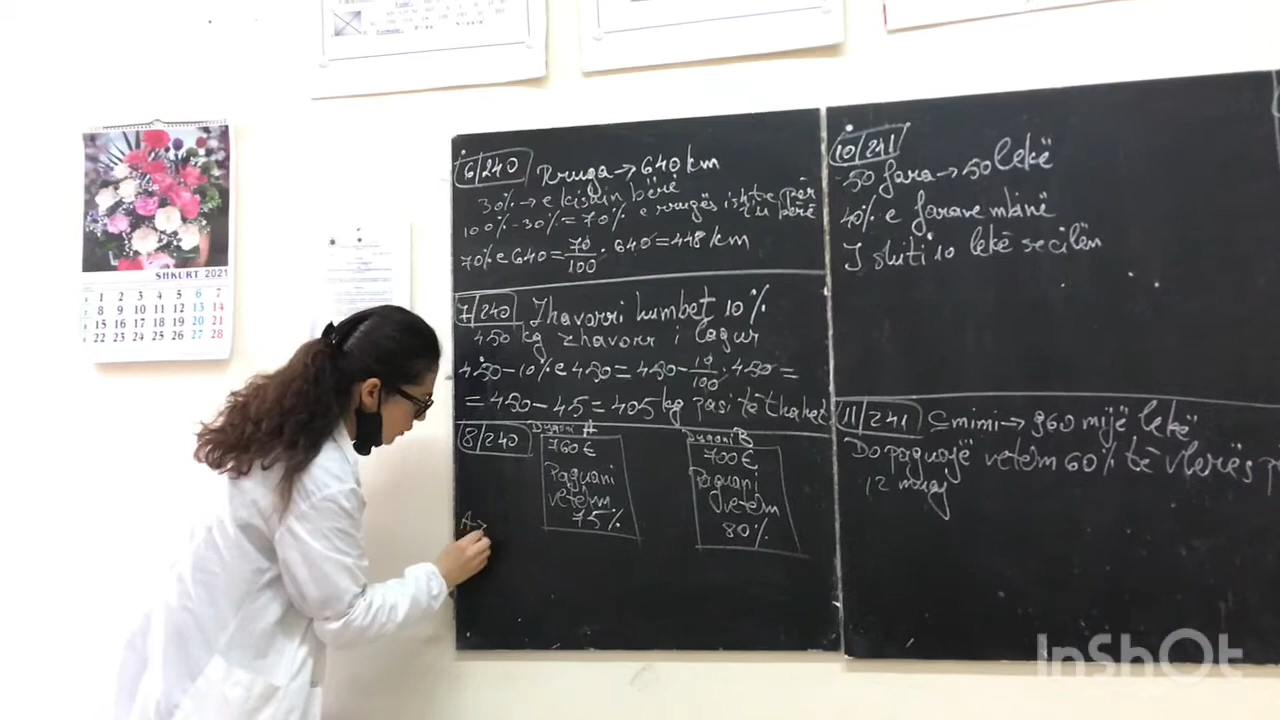 SHKURT 2021
1 2 3 4 5 6 7
8 9 10 11 12 13 14
15 16 17 18 19 20 21
22 23 24 25 26 27 28
6/240 Rruga→640 km
30%→e kishin bërë
100%-30%=70% e rrugës ishte për t'u bërë
70% e 640=70/100·640=448 km
7/240 Zhavorri humbet 10%
450 kg zhavorr i lagur
450-10% e 450=450-10/100·450=
=450-45=405 kg pasi të thahet
8/240
Dyqani A
760€
Paguani
vetëm
75%
Dyqani B
700€
Paguani
vetëm
80%
A→
10/241
50 fara→50 lekë
40% e farave mbinë
I shiti 10 lekë secilën
11/241 Çmimi→360 mijë lekë
Do paguajë vetëm 60% të vlerës
12 muaj
InShOt